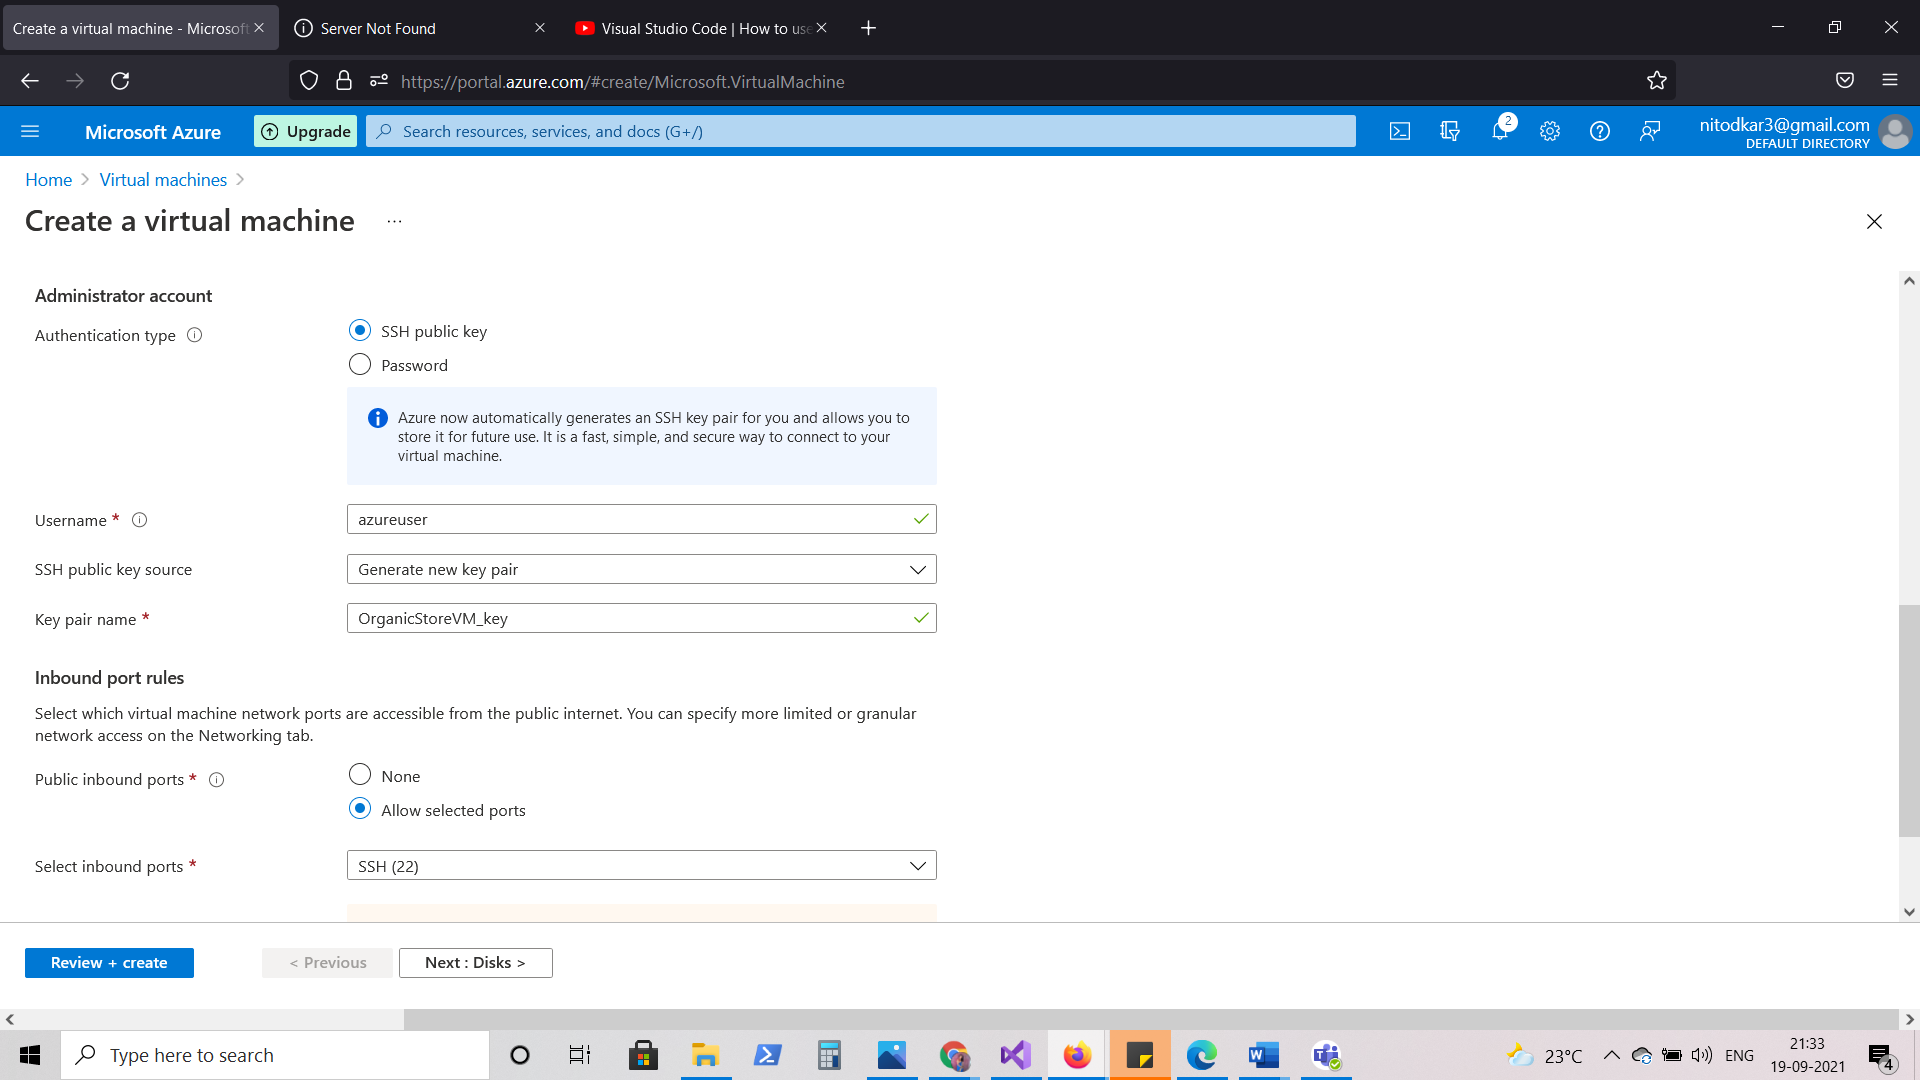 Create a virtual machine - Microsoft
Server Not Found
Visual Studio Code | How to use
https://portal.azure.com/#create/Microsoft.VirtualMachine
Microsoft Azure
Upgrade
Search resources, services, and docs (G+/)
2
nitodkar3@gmail.com
DEFAULT DIRECTORY
Home > Virtual machines >
Create a virtual machine ...
Administrator account
Authentication type
SSH public key
Password
Azure now automatically generates an SSH key pair for you and allows you to
store it for future use. It is a fast, simple, and secure way to connect to your
virtual machine.
Username *
azureuser
SSH public key source
Generate new key pair
Key pair name *
OrganicStoreVM_key
Inbound port rules
Select which virtual machine network ports are accessible from the public internet. You can specify more limited or granular
network access on the Networking tab.
Public inbound ports *
None
Allow selected ports
Select inbound ports *
SSH (22)
Review + create
< Previous
Next : Disks >
Type here to search
23°C
ENG
21:33
19-09-2021
4